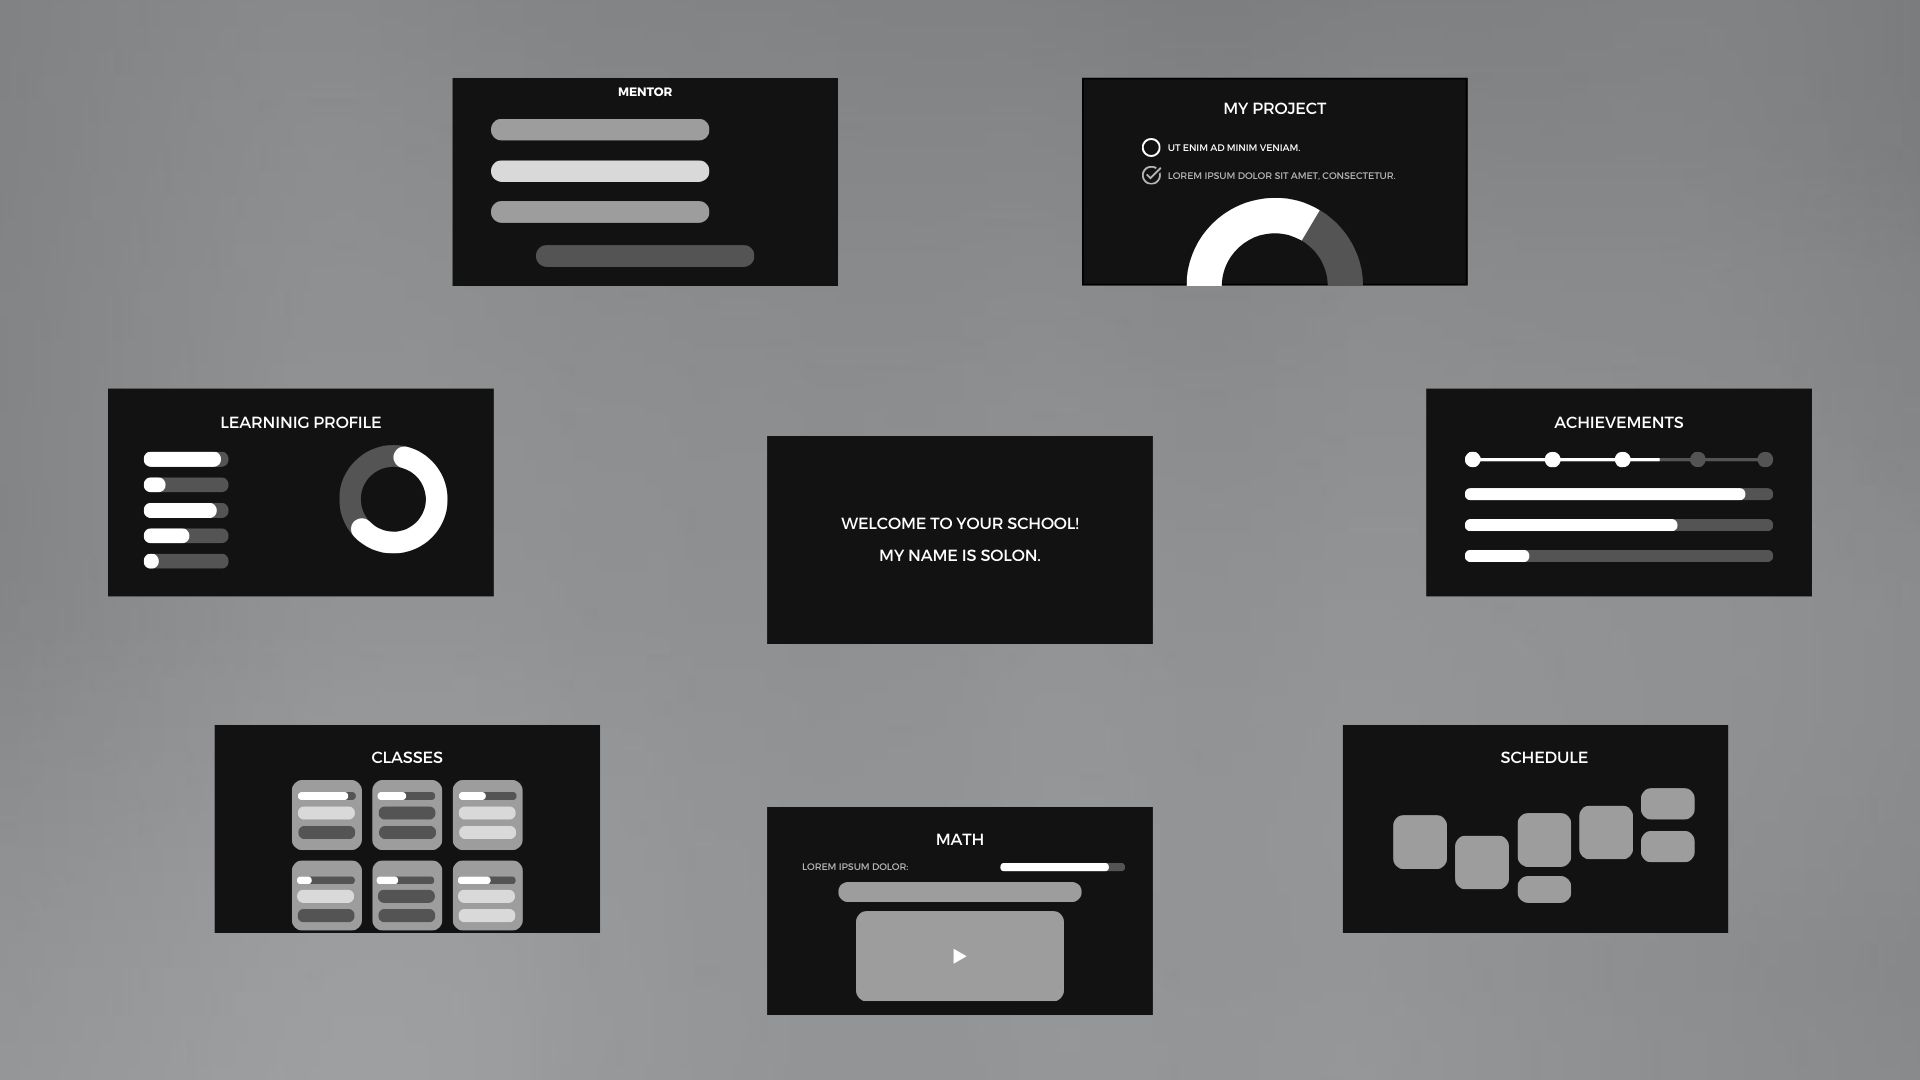 MENTOR
MY PROJECT
UT ENIM AD MINIM VENIAM.
LOREM IPSUM DOLOR SIT AMET, CONSECTETUR.
LEARNINIG PROFILE
ACHIEVEMENTS
WELCOME TO YOUR SCHOOL!
MY NAME IS SOLON.
CLASSES
SCHEDULE
MATH
LOREM IPSUM DOLOR: